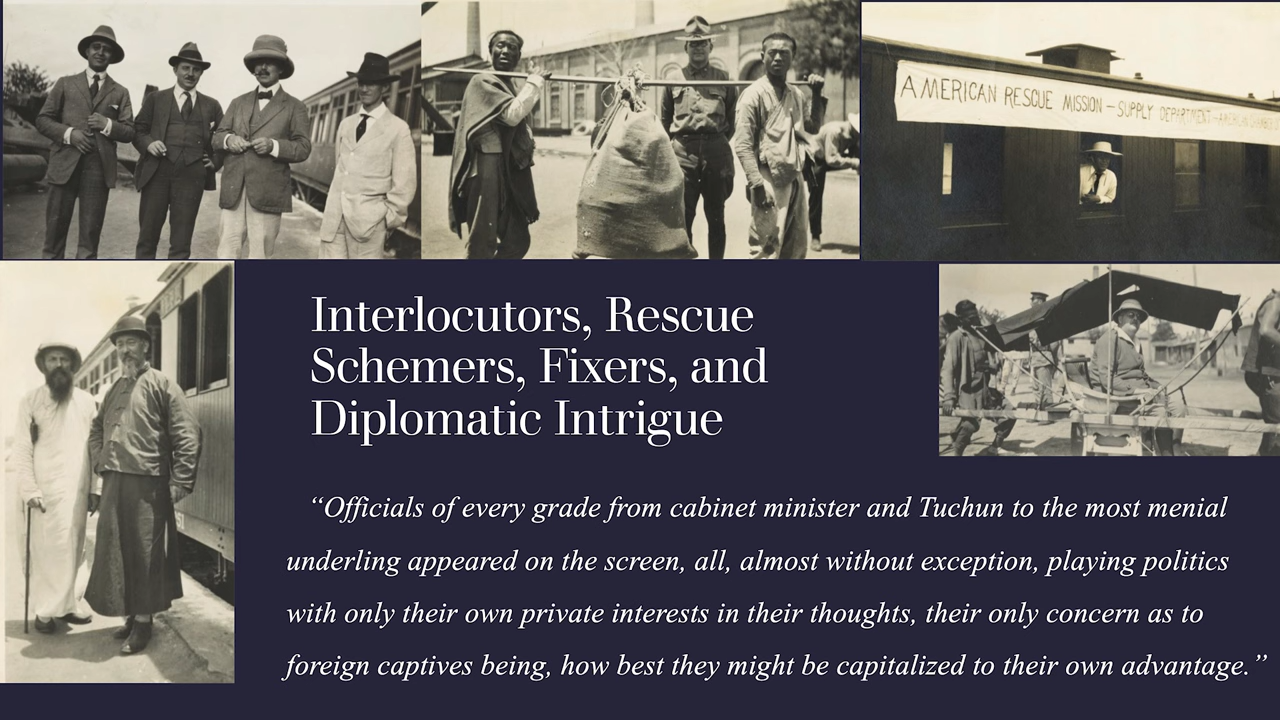 AMERICAN RESCUE MISSION - SUPPLY DEPARTMENT -
Interlocutors, Rescue
Schemers, Fixers, and
Diplomatic Intrigue
“Officials of every grade from cabinet minister and Tuchun to the most menial
underling appeared on the screen, all, almost without exception, playing politics
with only their own private interests in their thoughts, their only concern as to
foreign captives being, how best they might be capitalized to their own advantage.”